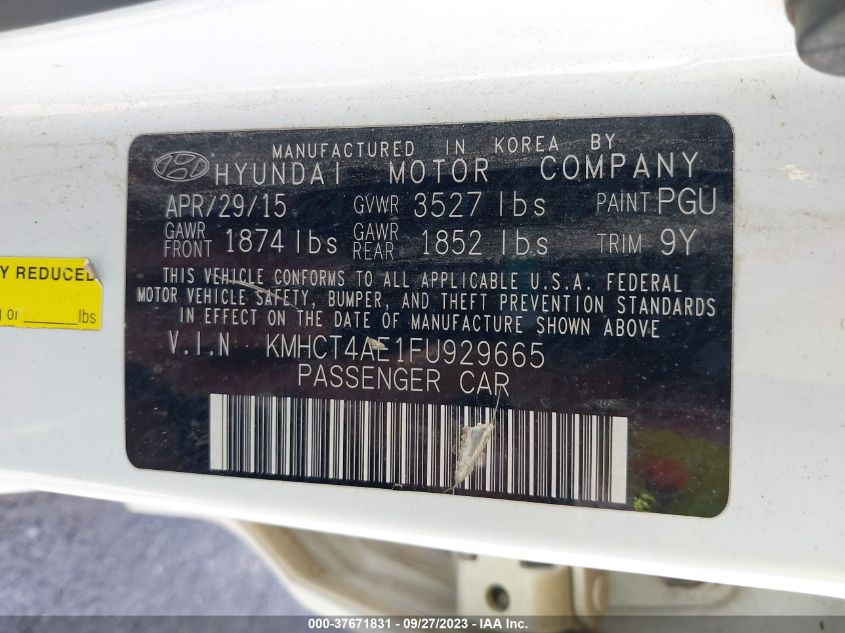 MANUFACTURED IN KOREA BY
HYUNDAI MOTOR COMPANY
APR/29/15 GVWR 3527 lbs PAINT PGU
GAWR FRONT 1874 lbs GAWR REAR 1852 lbs TRIM 9Y
THIS VEHICLE CONFORMS TO ALL APPLICABLE U.S.A. FEDERAL
MOTOR VEHICLE SAFETY, BUMPER, AND THEFT PREVENTION STANDARDS
IN EFFECT ON THE DATE OF MANUFACTURE SHOWN ABOVE
V.I.N KMHCT4AE1FU929665
PASSENGER CAR
Y REDUCED
or ______lbs
000-37671831 - 09/27/2023 - IAA Inc.